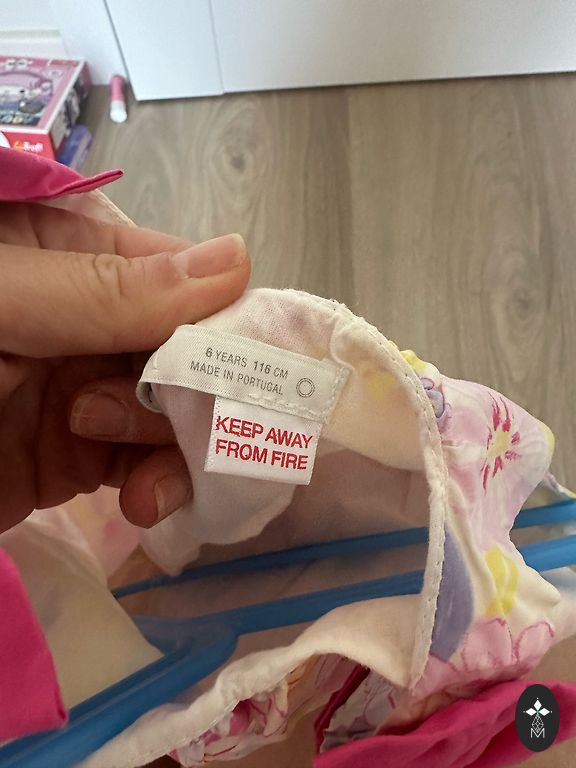 6 YEARS 116 CM
MADE IN PORTUGAL
KEEP AWAY
FROM FIRE